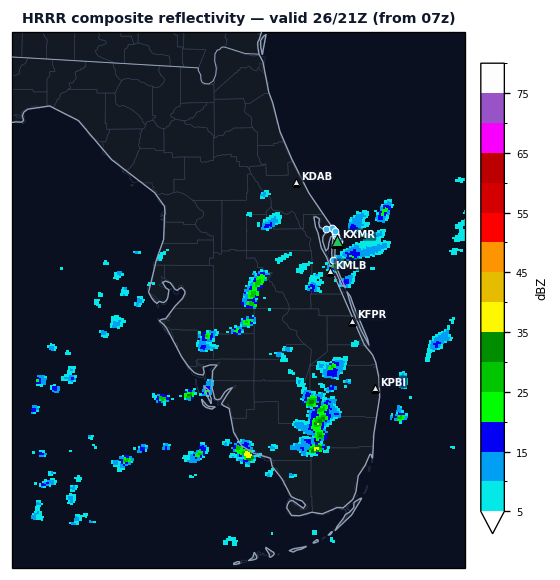 HRRR composite reflectivity — valid 26/21Z (from 07z)
KDAB
KXMR
KMLB
KFPR
KPBI
75
65
55
45
35
25
15
5
dBZ